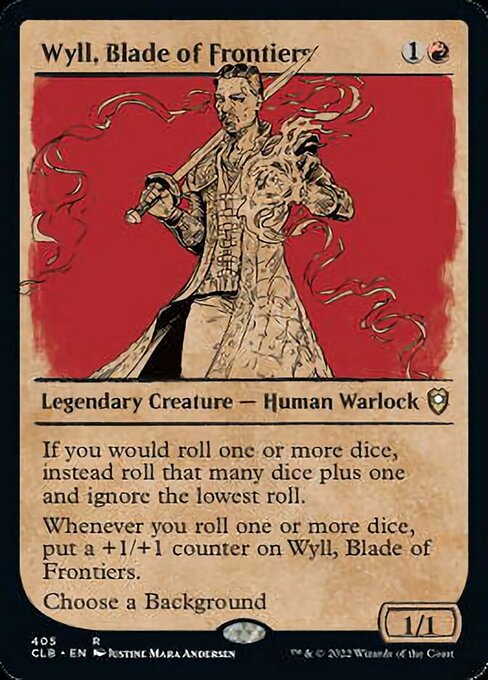 Wyll, Blade of Frontiers 1
Legendary Creature — Human Warlock
If you would roll one or more dice,
instead roll that many dice plus one
and ignore the lowest roll.
Whenever you roll one or more dice,
put a +1/+1 counter on Wyll, Blade of
Frontiers.
Choose a Background
1/1
405 R
CLB • EN Justine Mara Andersen ™ & © 2022 Wizards of the Coast